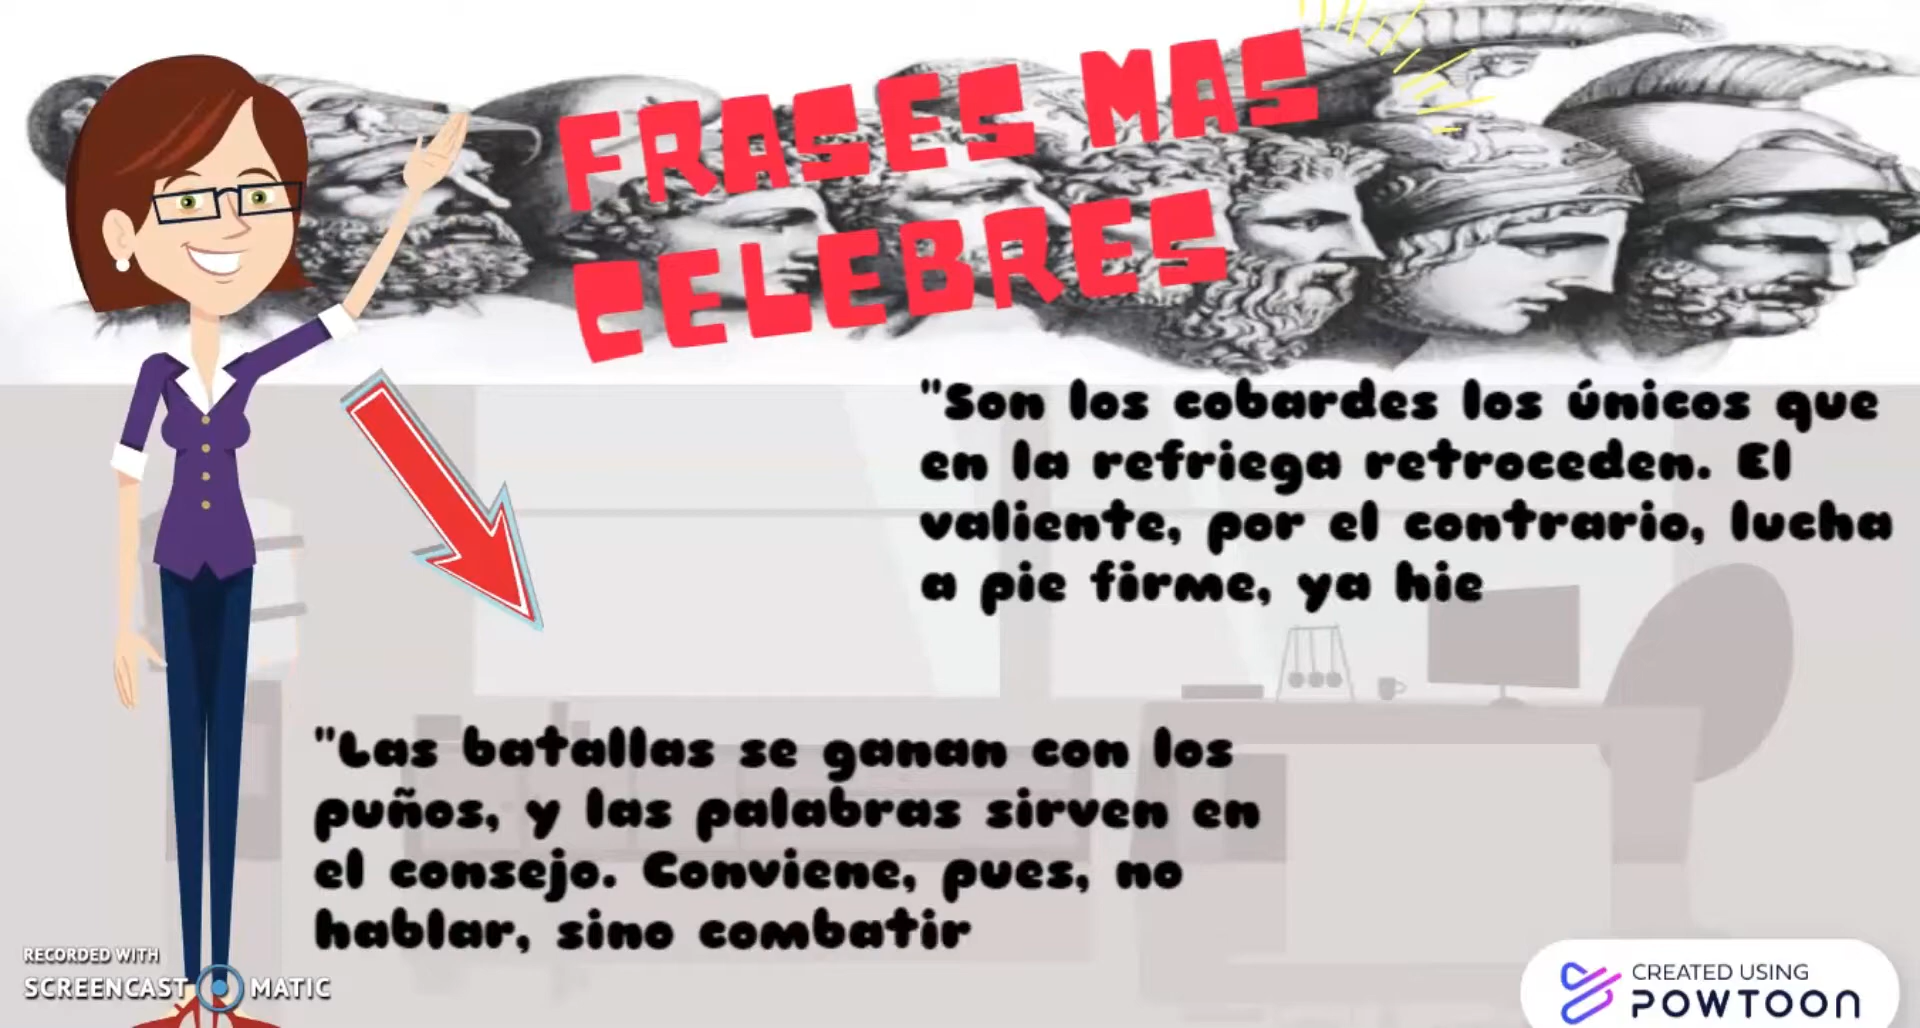 FRASES MAS
CELEBRES
"Son los cobardes los únicos que
en la refriega retroceden. El
valiente, por el contrario, lucha
a pie firme, ya hie
"Las batallas se ganan con los
puños, y las palabras sirven en
el consejo. Conviene, pues, no
hablar, sino combatir
RECORDED WITH
SCREENCAST MATIC
CREATED USING
POWTOON